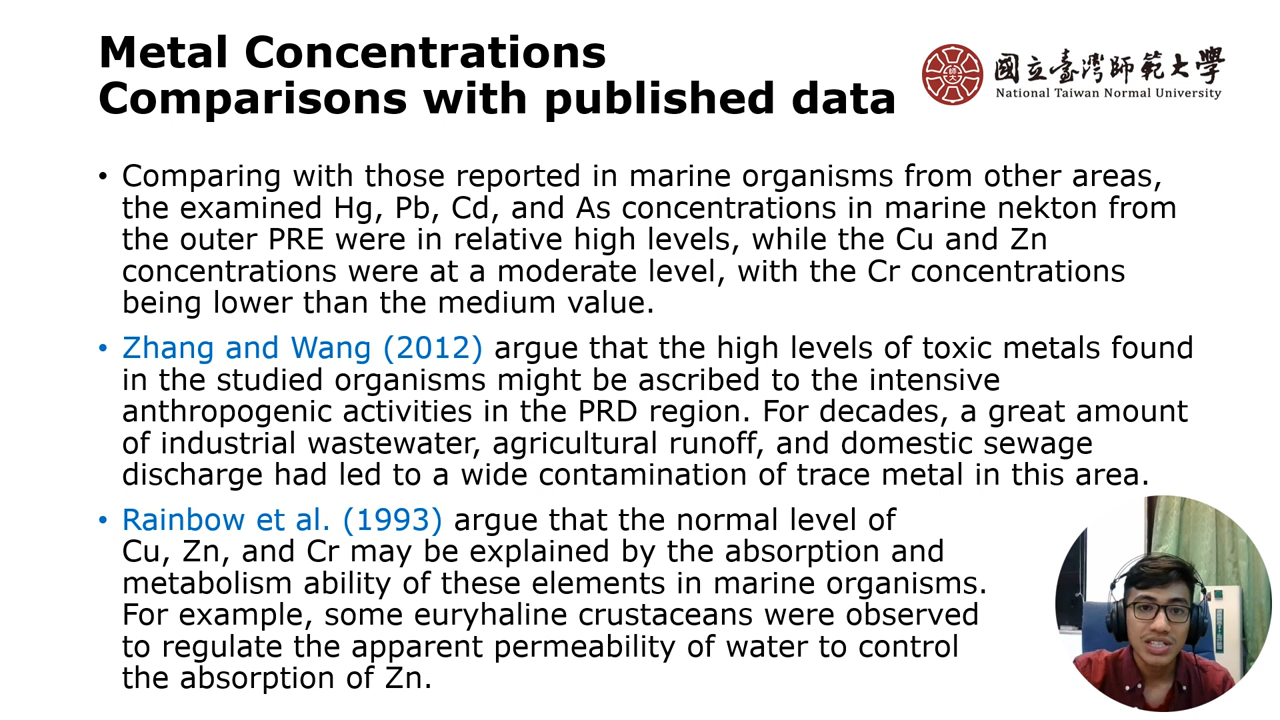 Metal Concentrations
Comparisons with published data
國立臺灣師範大學
National Taiwan Normal University
• Comparing with those reported in marine organisms from other areas,
the examined Hg, Pb, Cd, and As concentrations in marine nekton from
the outer PRE were in relative high levels, while the Cu and Zn
concentrations were at a moderate level, with the Cr concentrations
being lower than the medium value.
• Zhang and Wang (2012) argue that the high levels of toxic metals found
in the studied organisms might be ascribed to the intensive
anthropogenic activities in the PRD region. For decades, a great amount
of industrial wastewater, agricultural runoff, and domestic sewage
discharge had led to a wide contamination of trace metal in this area.
• Rainbow et al. (1993) argue that the normal level of
Cu, Zn, and Cr may be explained by the absorption and
metabolism ability of these elements in marine organisms.
For example, some euryhaline crustaceans were observed
to regulate the apparent permeability of water to control
the absorption of Zn.